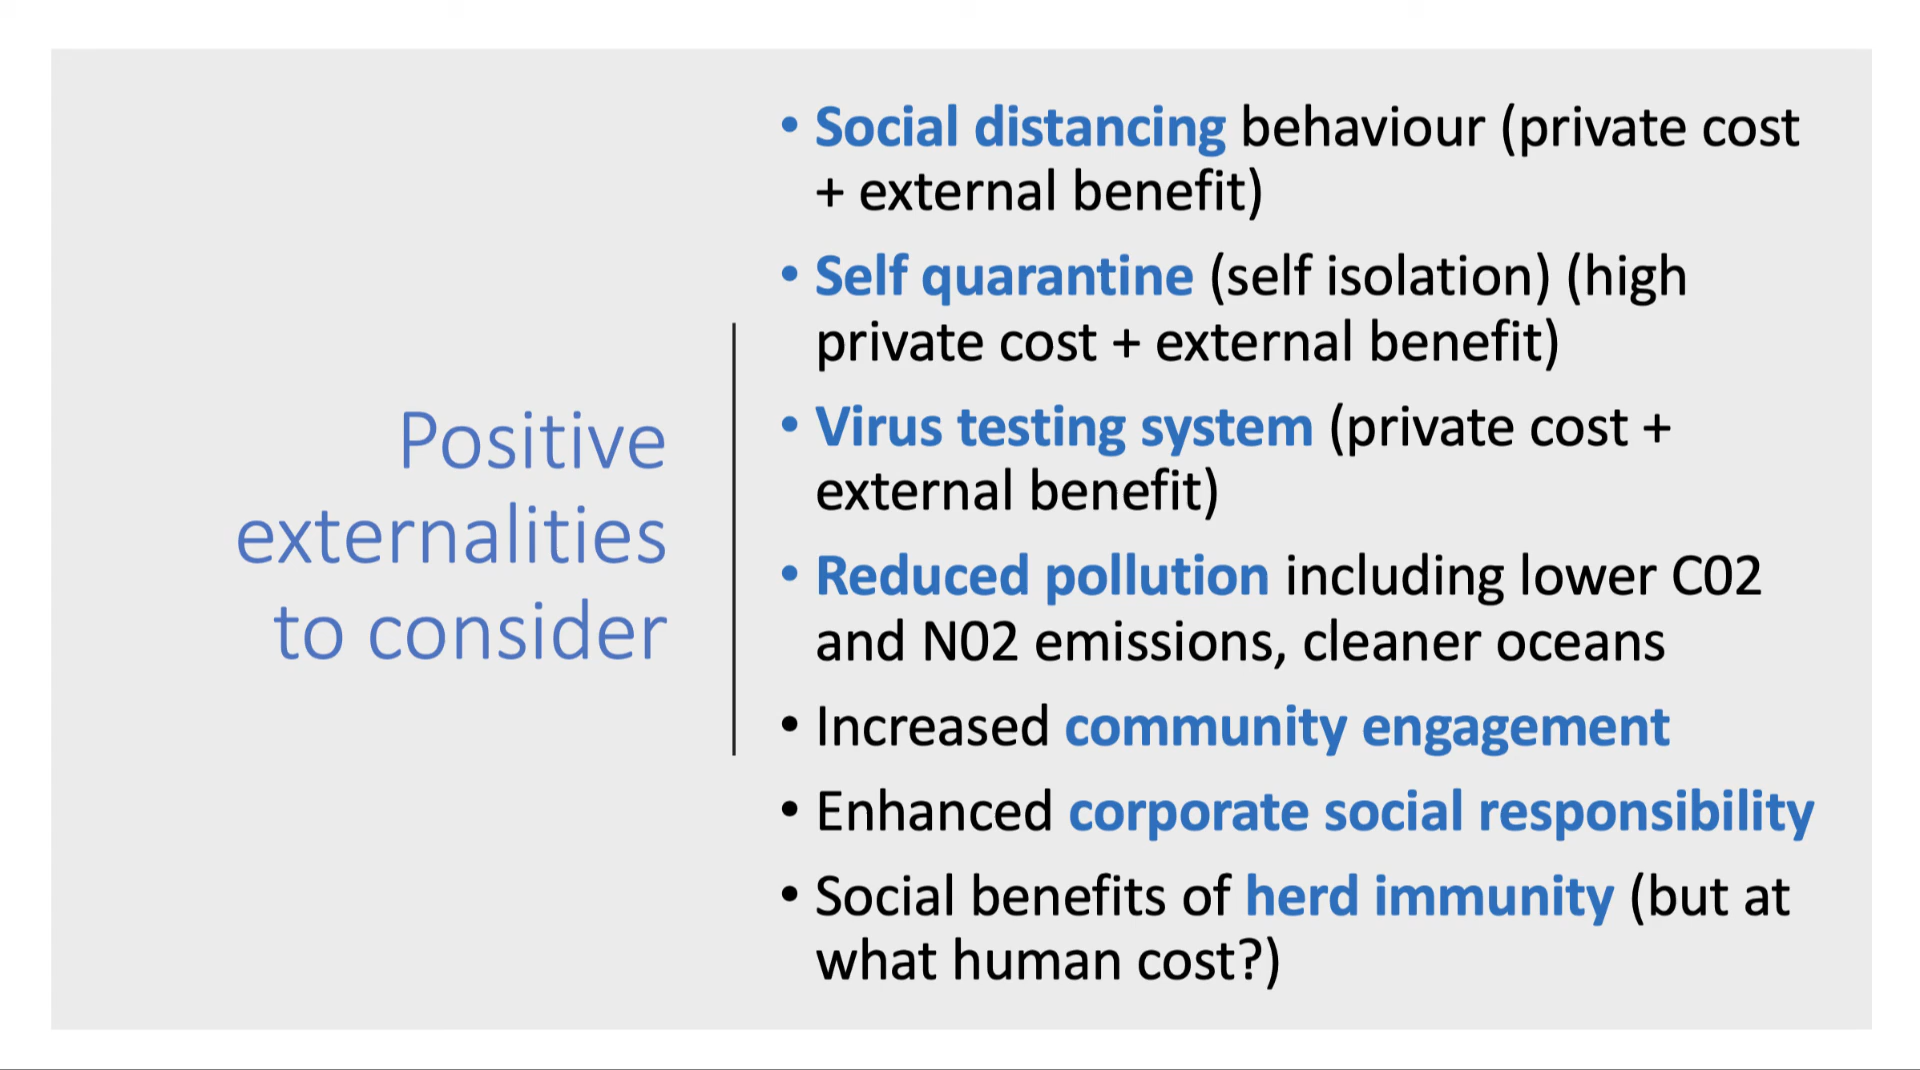 Positive
externalities
to consider
• Social distancing behaviour (private cost
+ external benefit)
• Self quarantine (self isolation) (high
private cost + external benefit)
• Virus testing system (private cost +
external benefit)
• Reduced pollution including lower C02
and N02 emissions, cleaner oceans
• Increased community engagement
• Enhanced corporate social responsibility
• Social benefits of herd immunity (but at
what human cost?)